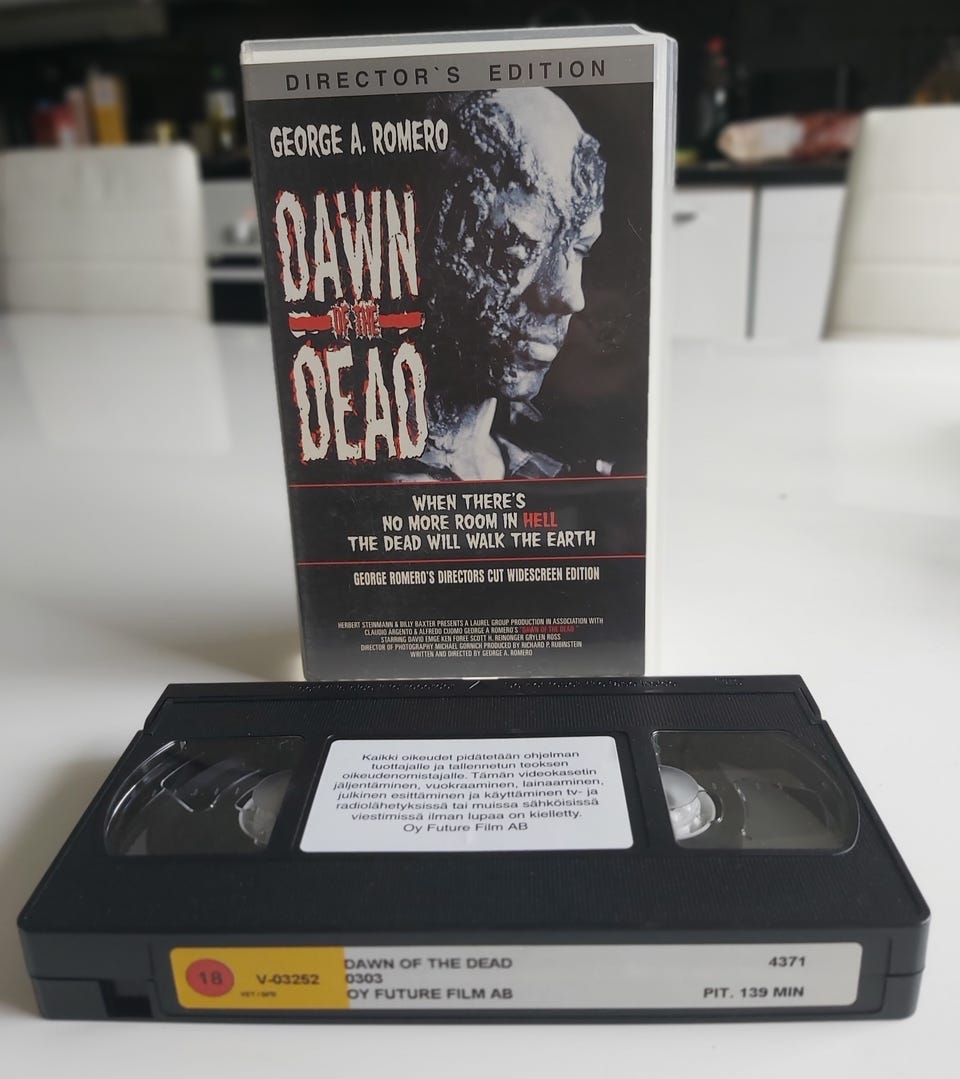 DIRECTOR`S EDITION
GEORGE A. ROMERO
DAWN
OF THE
DEAD
WHEN THERE'S
NO MORE ROOM IN HELL
THE DEAD WILL WALK THE EARTH
GEORGE ROMERO'S DIRECTORS CUT WIDESCREEN EDITION
HERBERT STEINMANN & BILLY BAXTER PRESENTS A LAUREL GROUP PRODUCTION IN ASSOCIATION WITH
CLAUDIO ARGENTO & ALFREDO CUOMO GEORGE A ROMERO'S "DAWN OF THE DEAD"
STARRING DAVID EMGE KEN FOREE SCOTT H. REINONGER GRYLEN ROSS
DIRECTOR OF PHOTOGRAPHY MICHAEL GORNICH PRODUCED BY RICHARD P. RUBINSTEIN
WRITTEN AND DIRECTED BY GEORGE A. ROMERO
Kaikki oikeudet pidätetään ohjelman
tuottajalle ja tallennetun teoksen
oikeudenomistajalle. Tämän videokasetin
jäljentäminen, vuokraaminen, lainaaminen,
julkinen esittäminen ja käyttäminen tv- ja
radiolähetyksissä tai muissa sähköisissä
viestimissä ilman lupaa on kielletty.
Oy Future Film AB
18 V-03252
VET / SFB
DAWN OF THE DEAD 4371
0303
OY FUTURE FILM AB PIT. 139 MIN